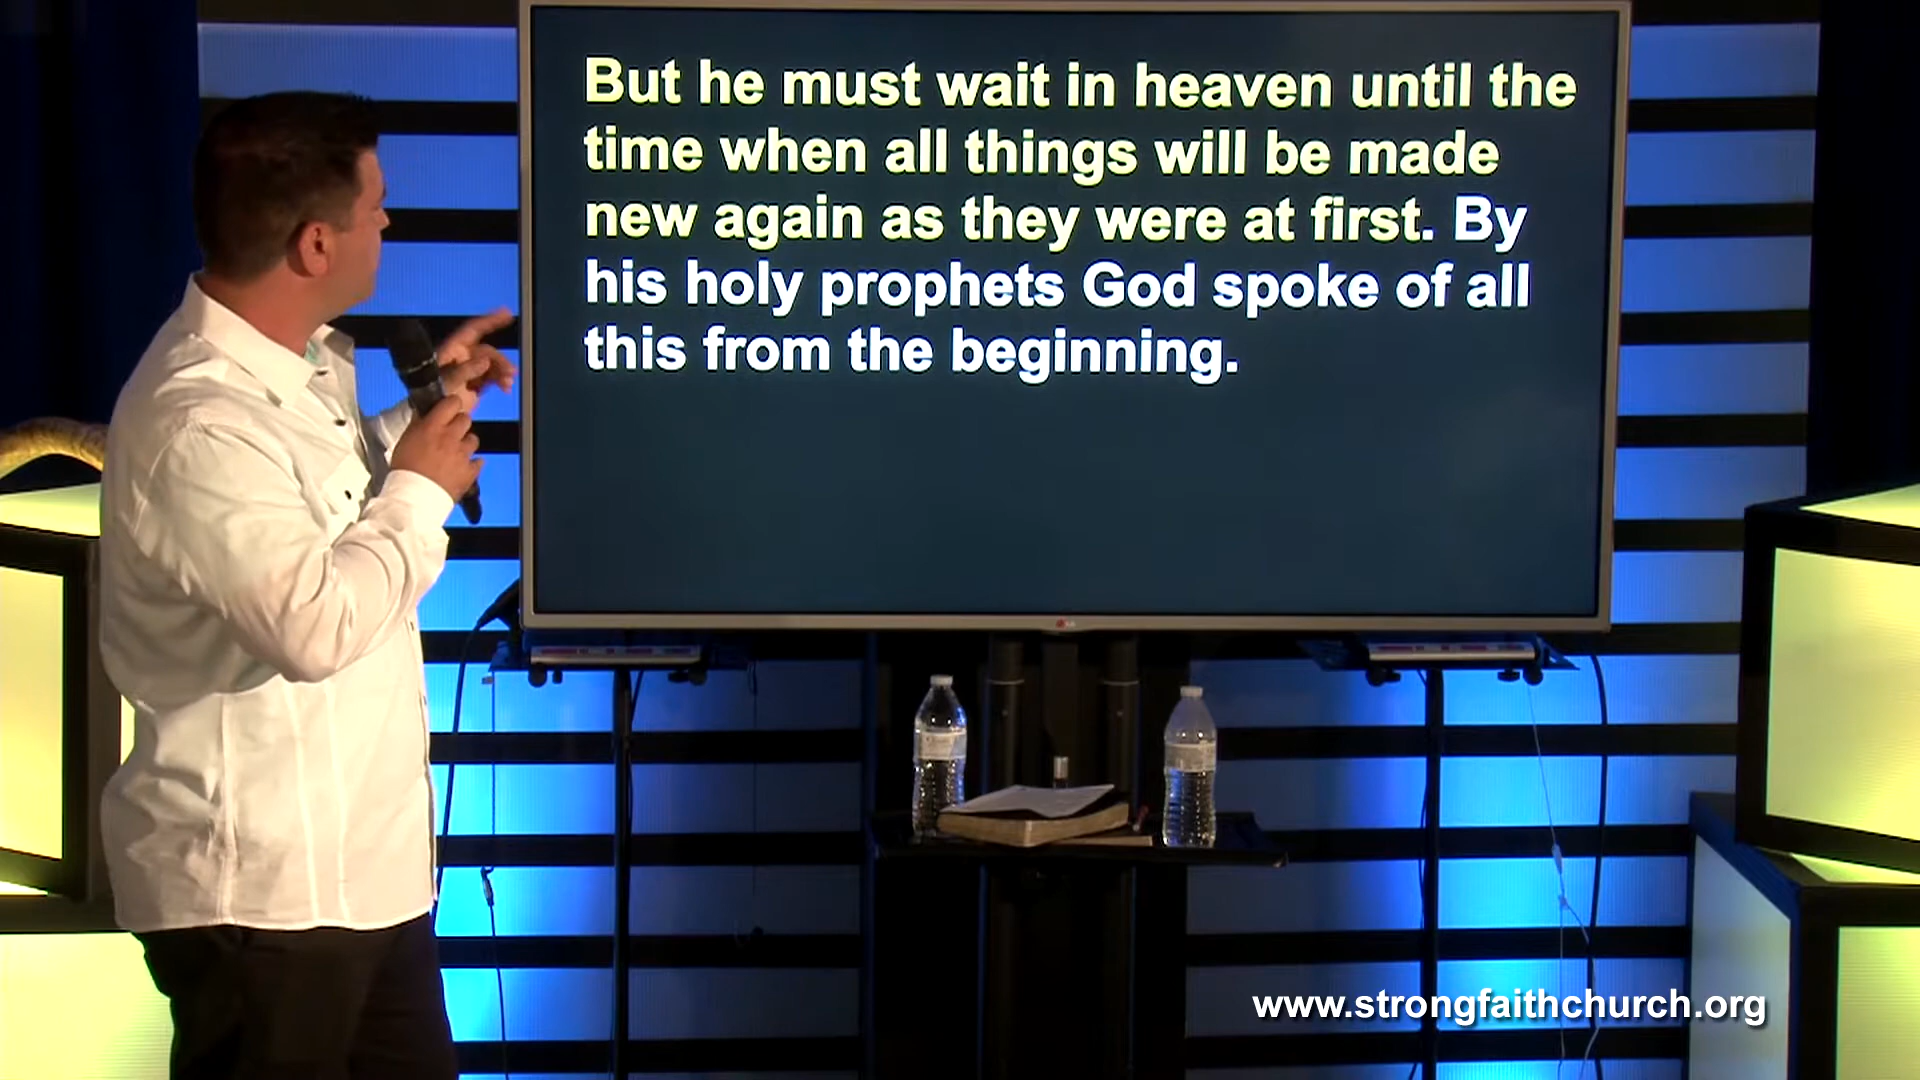 But he must wait in heaven until the
time when all things will be made
new again as they were at first. By
his holy prophets God spoke of all
this from the beginning.
LG
www.strongfaithchurch.org